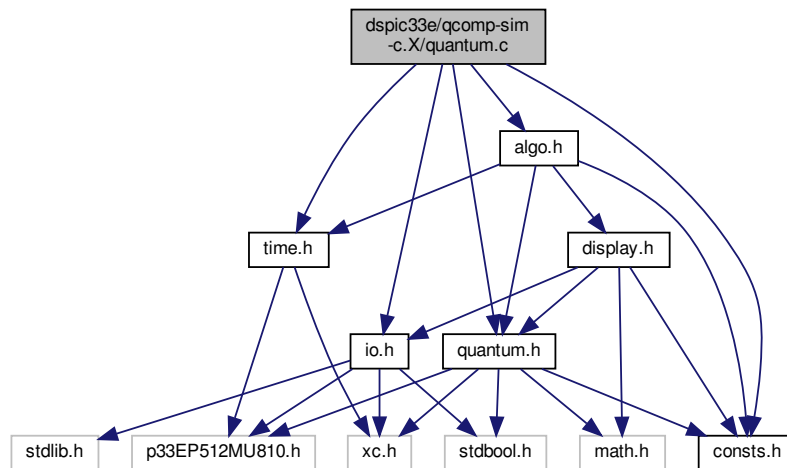 dspic33e/qcomp-sim
-c.X/quantum.c
algo.h
time.h
display.h
io.h
quantum.h
stdlib.h
p33EP512MU810.h
xc.h
stdbool.h
math.h
consts.h